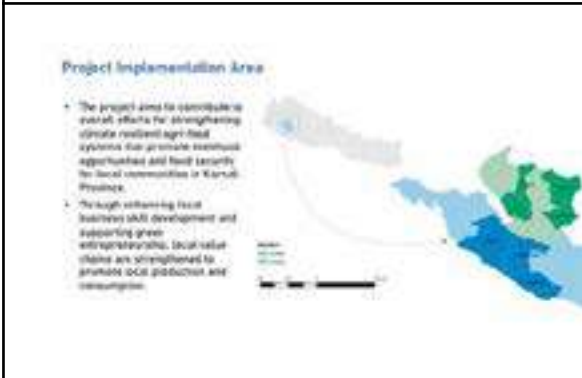 Project Implementation Area
• The project aims to contribute to
overall efforts for strengthening
climate resilient agri-food
systems that promote livelihood
opportunities and food security
for local communities in Karnali
Province.
• Through enhancing local
business skill development and
supporting green
entrepreneurship, local value
chains are strengthened to
promote local production and
consumption.